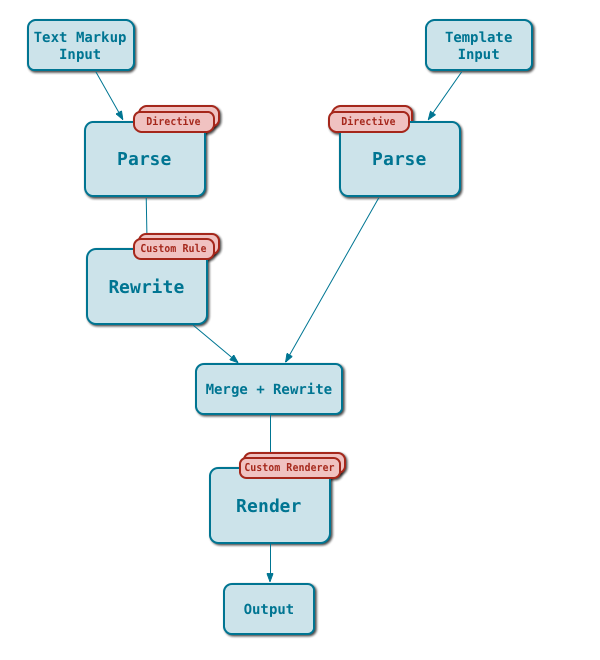 Text Markup
Input
Template
Input
Directive
Parse
Directive
Parse
Custom Rule
Rewrite
Merge + Rewrite
Custom Renderer
Render
Output